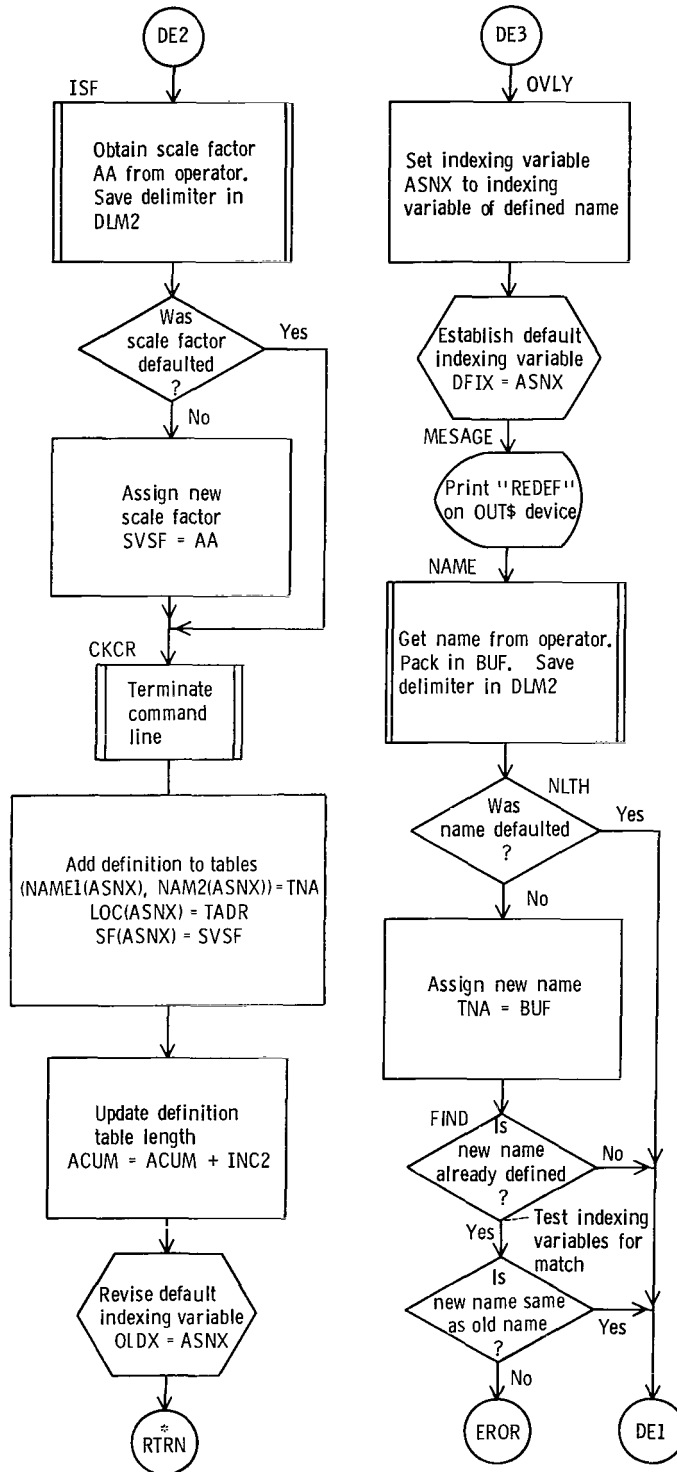 DE2
ISF
Obtain scale factor
AA from operator.
Save delimiter in
DLM2
Was
scale factor
defaulted
?
Yes
No
Assign new
scale factor
SVSF = AA
CKCR
Terminate
command
line
Add definition to tables
(NAME1(ASNX), NAM2(ASNX))=TNA
LOC(ASNX) = TADR
SF(ASNX) = SVSF
Update definition
table length
ACUM = ACUM + INC2
Revise default
indexing variable
OLDX = ASNX
*
RTRN
DE3
OVLY
Set indexing variable
ASNX to indexing
variable of defined name
Establish default
indexing variable
DFIX = ASNX
MESAGE
Print "REDEF"
on OUT$ device
NAME
Get name from operator.
Pack in BUF. Save
delimiter in DLM2
NLTH
Was
name defaulted
?
Yes
No
Assign new name
TNA = BUF
FIND
Is
new name
already defined
?
No
Yes
Test indexing
variables for
match
Is
new name same
as old name
?
Yes
No
EROR
DE1